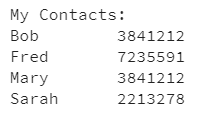 My Contacts:
Bob 3841212
Fred 7235591
Mary 3841212
Sarah 2213278